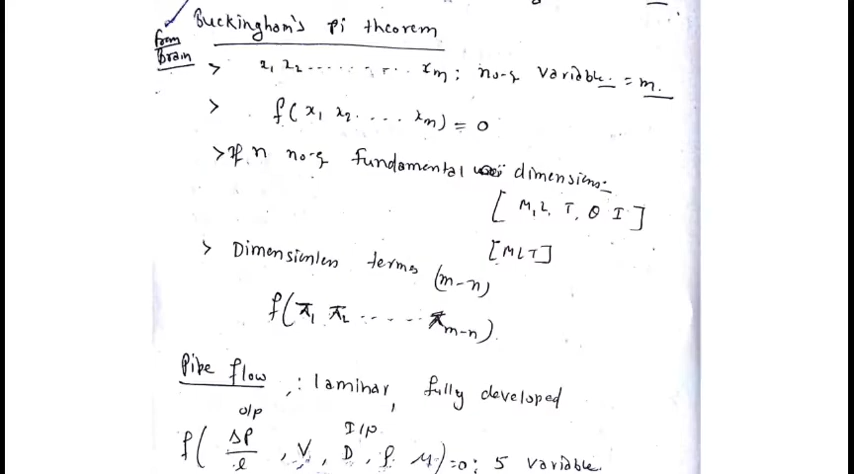 Buckingham's Pi theorem
from
Brain
> x1 x2 ........ xm ; no. of variable = m.
> f(x1 x2 .... xm) = 0
> If n no. of fundamental dimensions
[M, L, T, θ I]
[MLT]
> Dimensionless terms (m-n)
f(π1 π2 ..... πm-n)
Pipe flow, : laminar, fully developed
o/p I/p
f(ΔP/l, V, D, ρ μ) = 0 ; 5 variable.